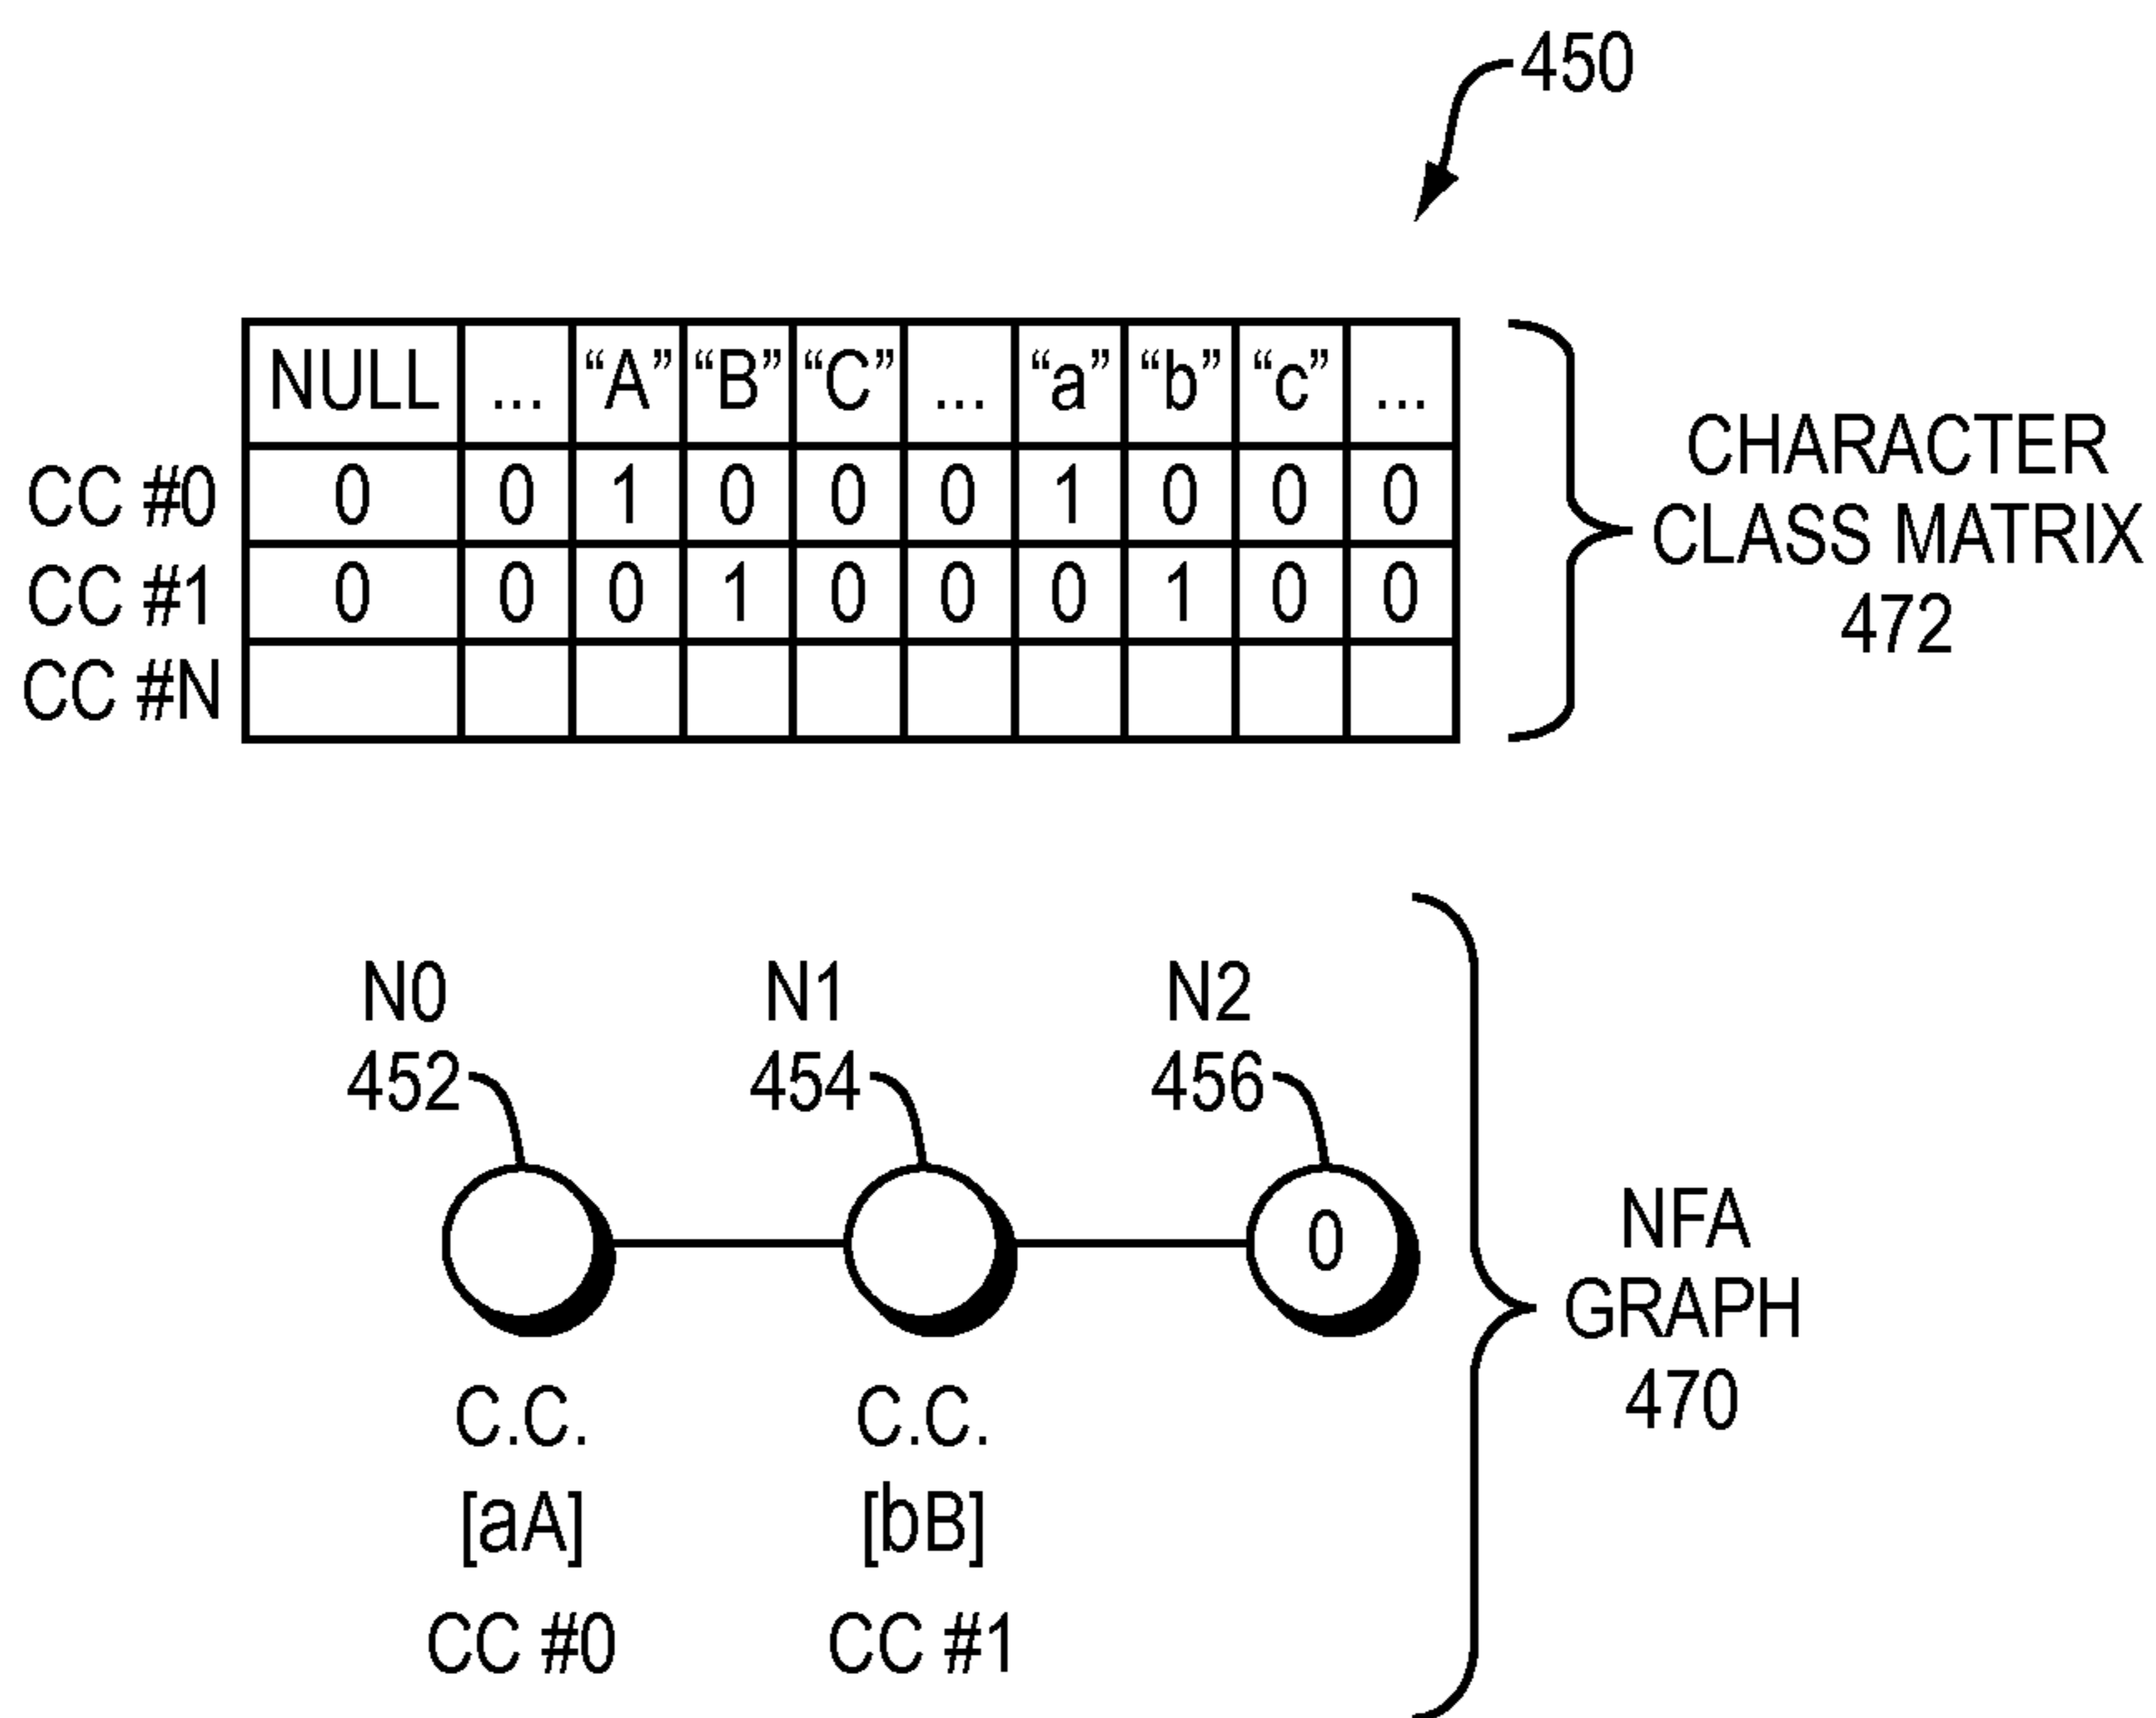 450
NULL ... “A” “B” “C” ... “a” “b” “c” ...
CC #0 0 0 1 0 0 0 1 0 0 0
CC #1 0 0 0 1 0 0 0 1 0 0
CC #N
CHARACTER
CLASS MATRIX
472
N0 N1 N2
452 454 456
0
C.C. C.C.
[aA] [bB]
CC #0 CC #1
NFA
GRAPH
470